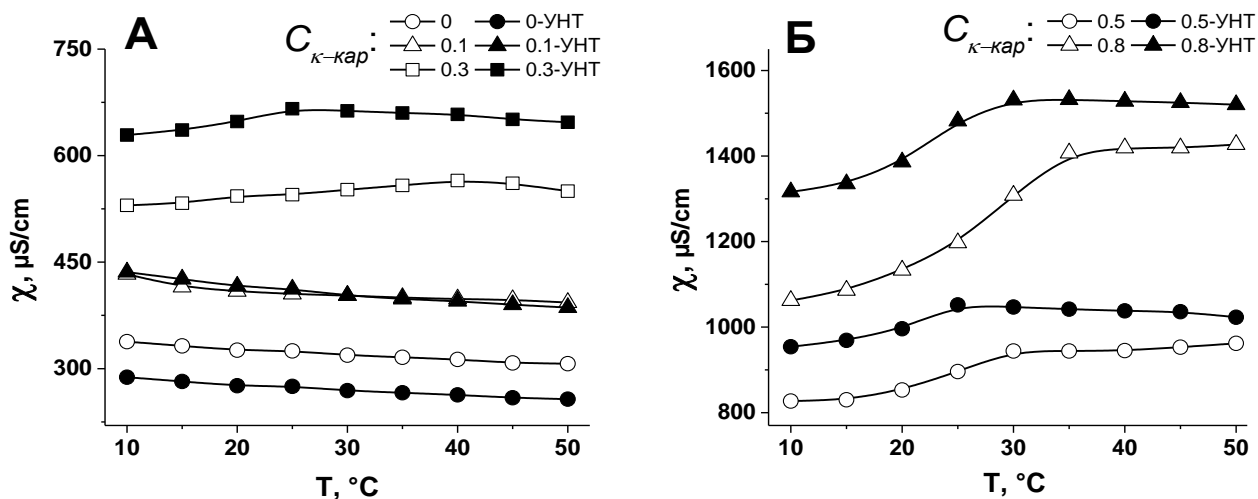 А
C κ–кар:
0 0-УНТ
0.1 0.1-УНТ
0.3 0.3-УНТ
χ, µS/cm
750
600
450
300
10 20 30 40 50
T, °C
Б
C κ–кар:
0.5 0.5-УНТ
0.8 0.8-УНТ
χ, µS/cm
1600
1400
1200
1000
800
10 20 30 40 50
T, °C